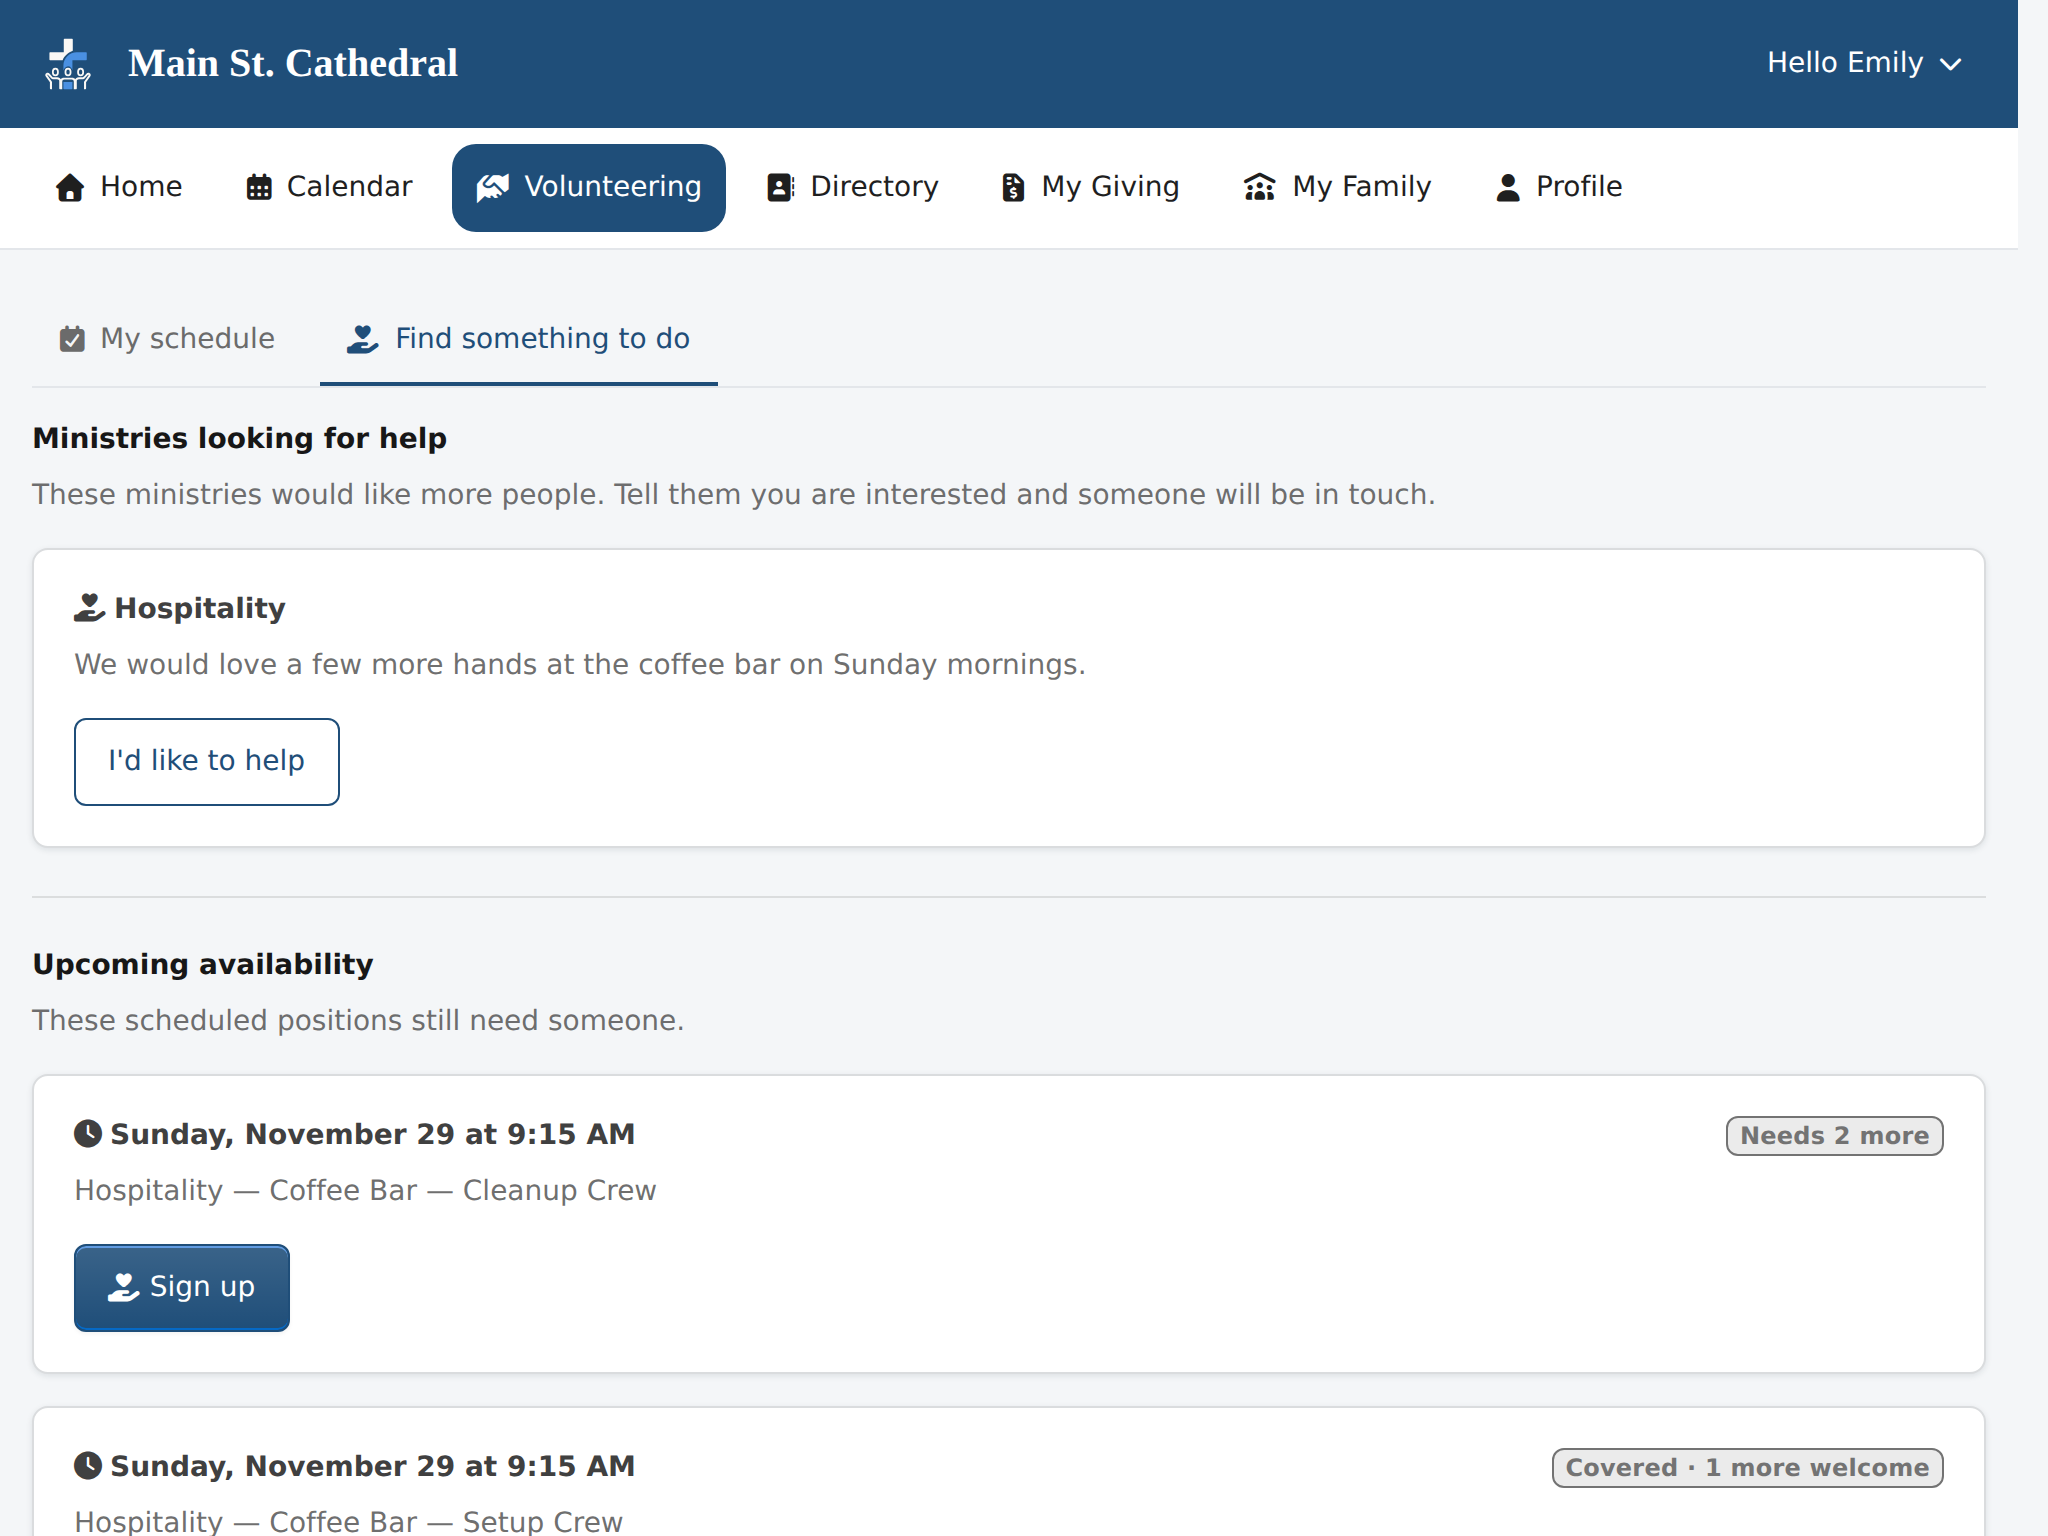 Main St. Cathedral
Hello Emily
Home
Calendar
Volunteering
Directory
My Giving
My Family
Profile
My schedule
Find something to do
Ministries looking for help
These ministries would like more people. Tell them you are interested and someone will be in touch.
Hospitality
We would love a few more hands at the coffee bar on Sunday mornings.
I'd like to help
Upcoming availability
These scheduled positions still need someone.
Sunday, November 29 at 9:15 AM
Needs 2 more
Hospitality — Coffee Bar — Cleanup Crew
Sign up
Sunday, November 29 at 9:15 AM
Covered · 1 more welcome
Hospitality — Coffee Bar — Setup Crew